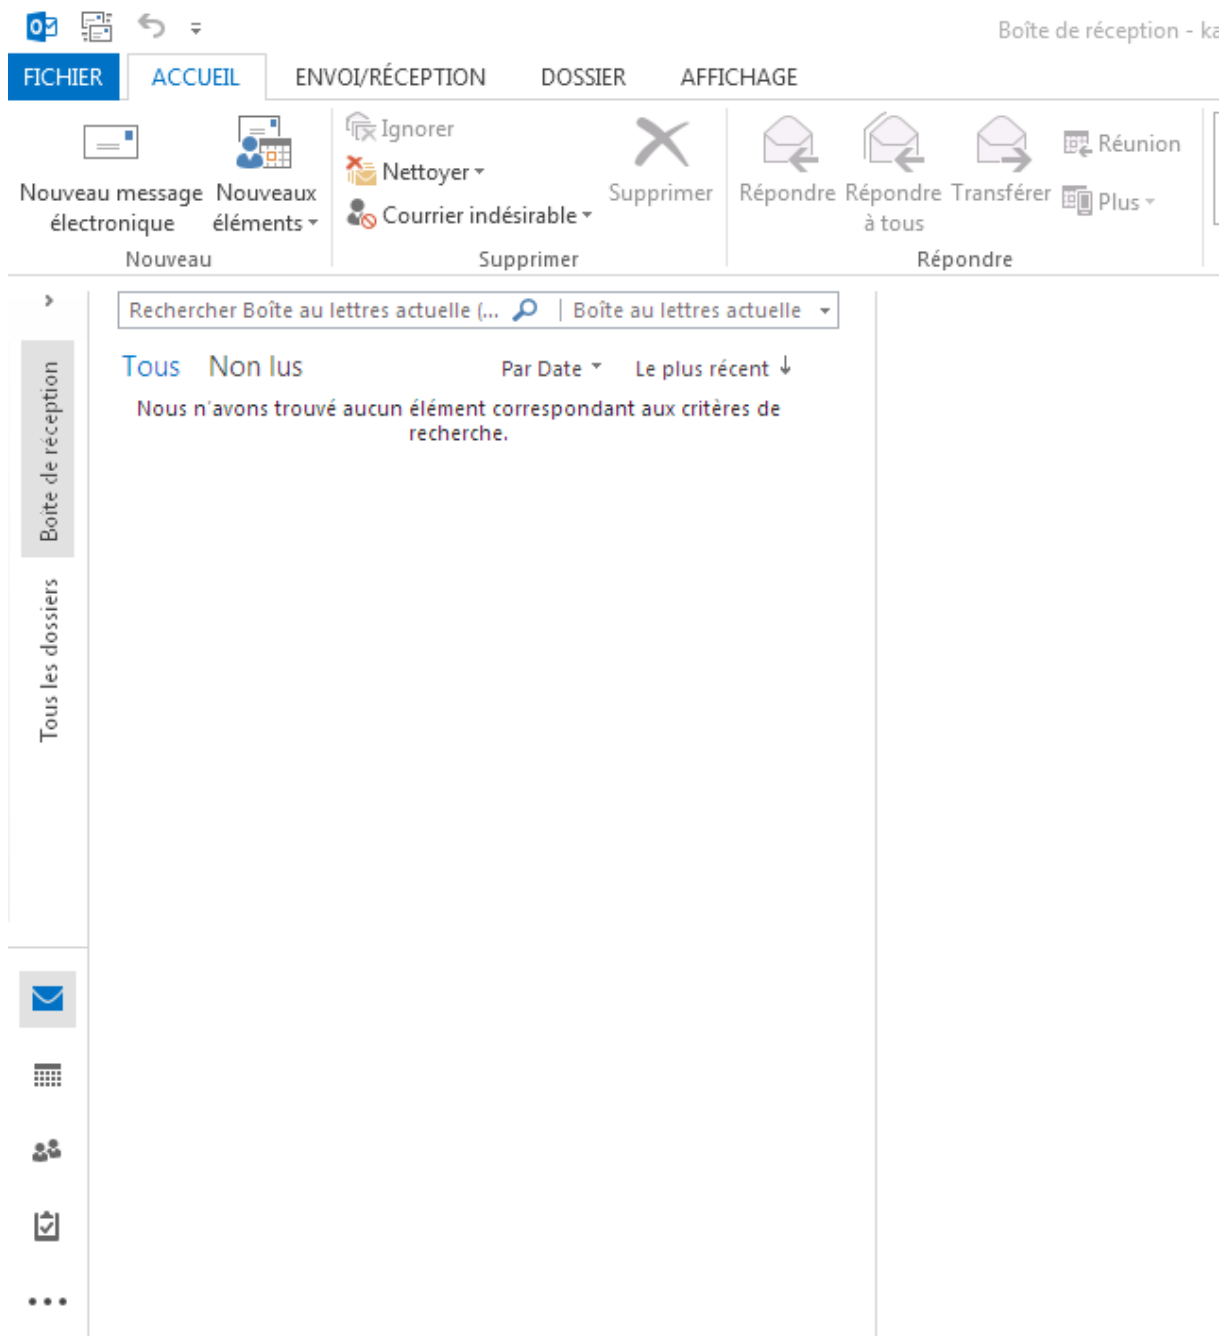 Boîte de réception - ka
FICHIER ACCUEIL ENVOI/RÉCEPTION DOSSIER AFFICHAGE
Nouveau message électronique
Nouveaux éléments
Nouveau
Ignorer
Nettoyer
Courrier indésirable
Supprimer
Supprimer
Répondre
Répondre à tous
Transférer
Réunion
Plus
Répondre
Rechercher Boîte au lettres actuelle (... | Boîte au lettres actuelle
Tous Non lus Par Date Le plus récent
Nous n'avons trouvé aucun élément correspondant aux critères de
recherche.
Boîte de réception
Tous les dossiers